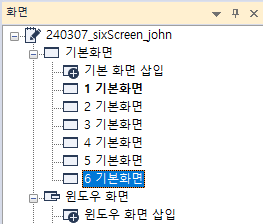 화면
240307_sixScreen_john
기본화면
기본 화면 삽입
1 기본화면
2 기본화면
3 기본화면
4 기본화면
5 기본화면
6 기본화면
윈도우 화면
윈도우 화면 삽입